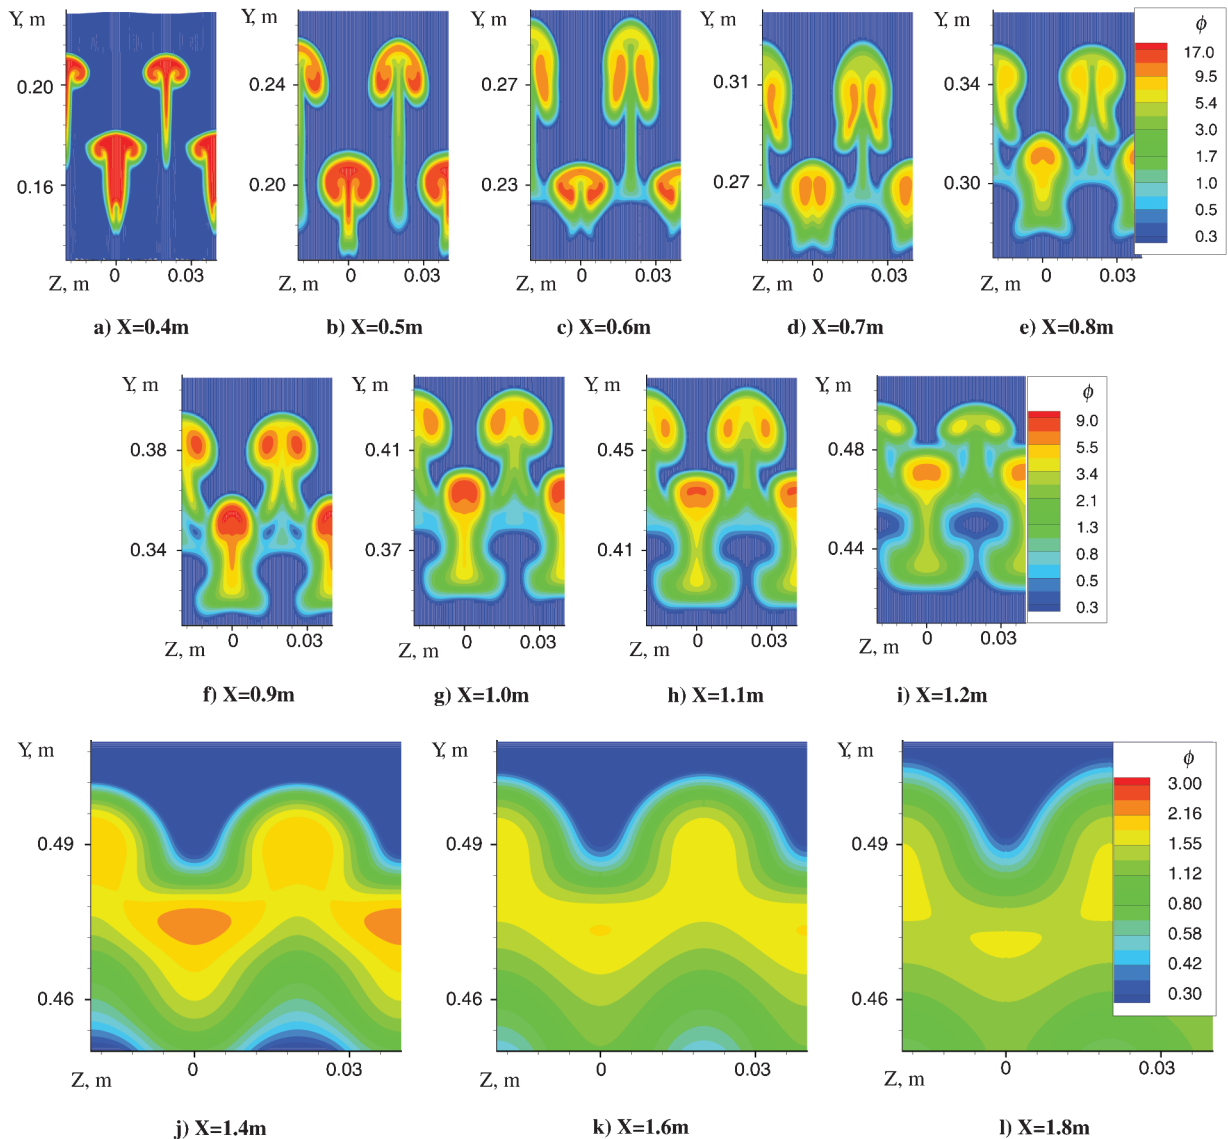 Y, m
0.20
0.16
0
0.03
Z, m
a) X=0.4m
Y, m
0.24
0.20
0
0.03
Z, m
b) X=0.5m
Y, m
0.27
0.23
0
0.03
Z, m
c) X=0.6m
Y, m
0.31
0.27
0
0.03
Z, m
d) X=0.7m
Y, m
0.34
0.30
0
0.03
Z, m
e) X=0.8m
ϕ
17.0
9.5
5.4
3.0
1.7
1.0
0.5
0.3
Y, m
0.38
0.34
0
0.03
Z, m
f) X=0.9m
Y, m
0.41
0.37
0
0.03
Z, m
g) X=1.0m
Y, m
0.45
0.41
0
0.03
Z, m
h) X=1.1m
Y, m
0.48
0.44
0
0.03
Z, m
i) X=1.2m
ϕ
9.0
5.5
3.4
2.1
1.3
0.8
0.5
0.3
Y, m
0.49
0.46
0
0.03
Z, m
j) X=1.4m
Y, m
0.49
0.46
0
0.03
Z, m
k) X=1.6m
Y, m
0.49
0.46
0
0.03
Z, m
l) X=1.8m
ϕ
3.00
2.16
1.55
1.12
0.80
0.58
0.42
0.30